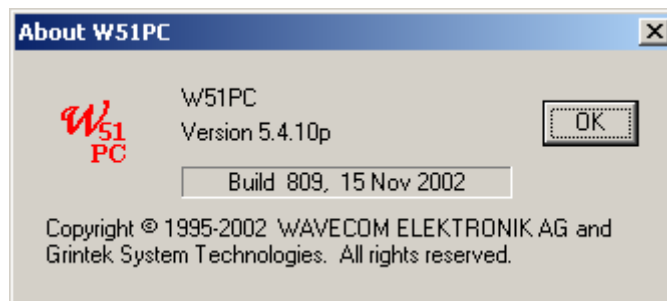 About W51PC
W51
PC
W51PC
Version 5.4.10p
OK
Build 809, 15 Nov 2002
Copyright © 1995-2002 WAVECOM ELEKTRONIK AG and
Grintek System Technologies. All rights reserved.